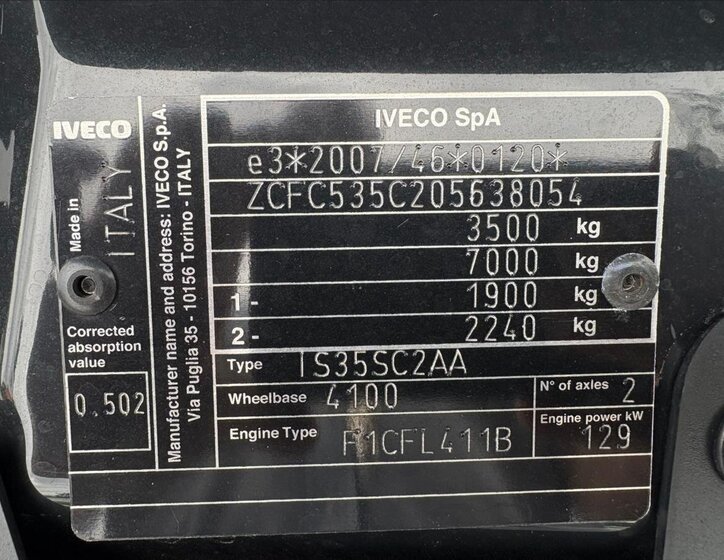 IVECO
Made in
ITALY
Corrected
absorption
value
0.502
Manufacturer name and address: IVECO S.p.A.
Via Puglia 35 - 10156 Torino - ITALY
IVECO SpA
e3*2007/46*0120*
ZCFC535C205638054
3500 kg
7000 kg
1- 1900 kg
2- 2240 kg
Type IS35SC2AA
Wheelbase 4100
N° of axles 2
Engine Type F1CFL411B
Engine power kW
129